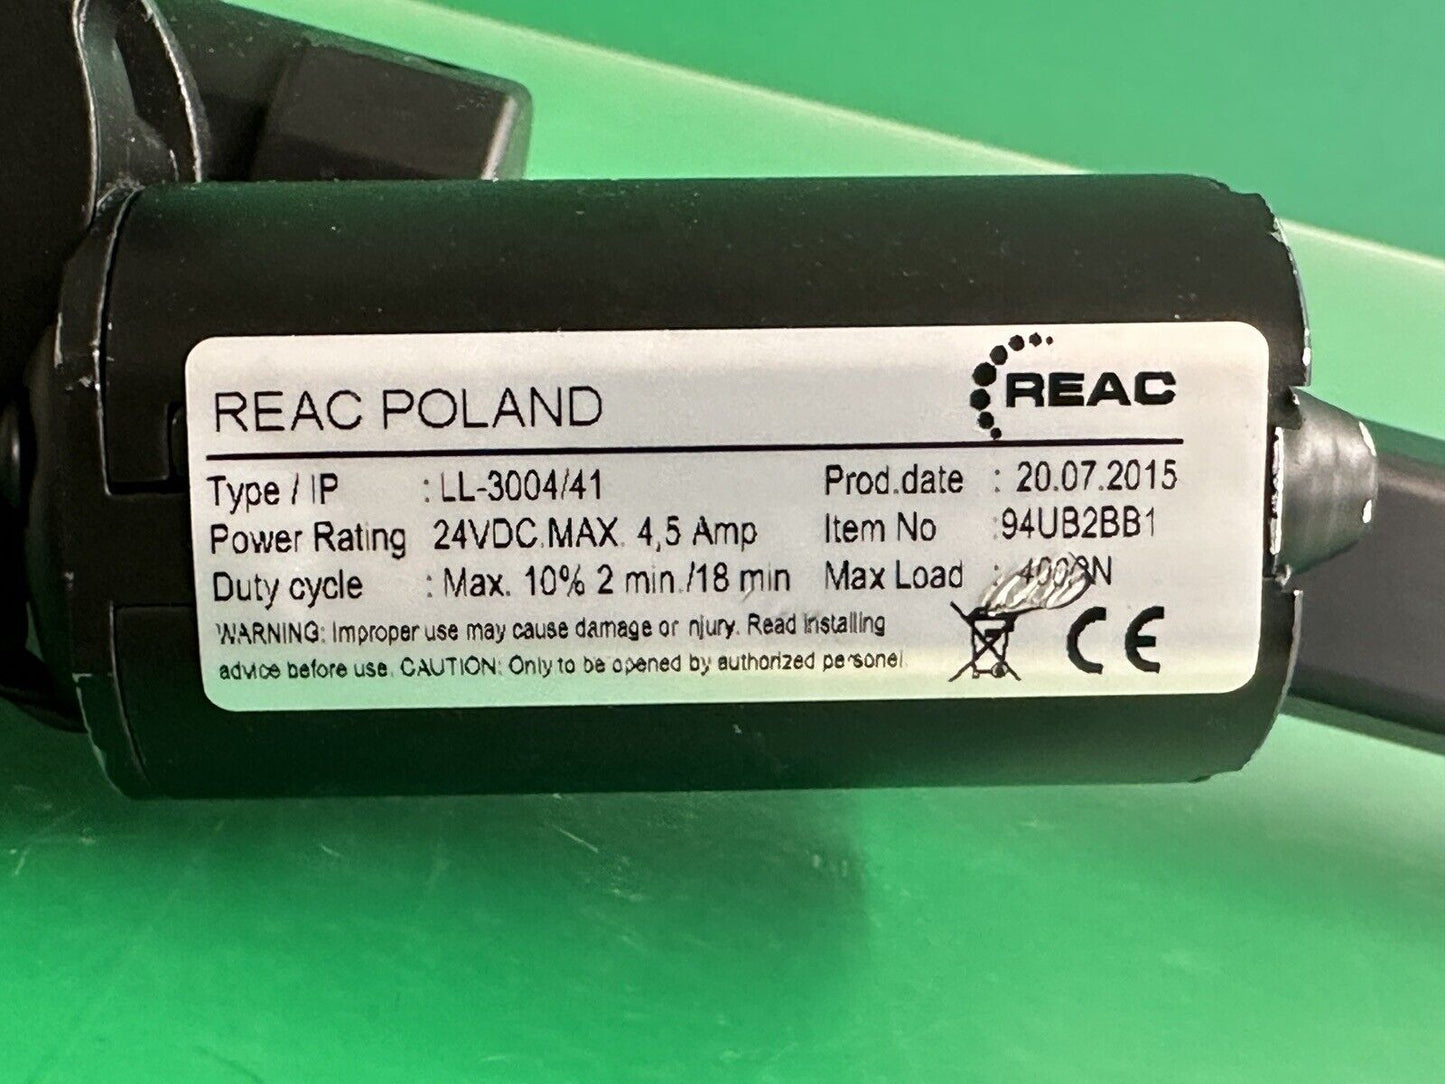 REAC POLAND
REAC
Type / IP : LL-3004/41 Prod.date : 20.07.2015
Power Rating 24VDC.MAX. 4,5 Amp Item No :94UB2BB1
Duty cycle : Max. 10% 2 min./18 min Max Load : 4000N
WARNING: Improper use may cause damage or njury. Read installing
advice before use. CAUTION: Only to be opened by authorized personel.
CE